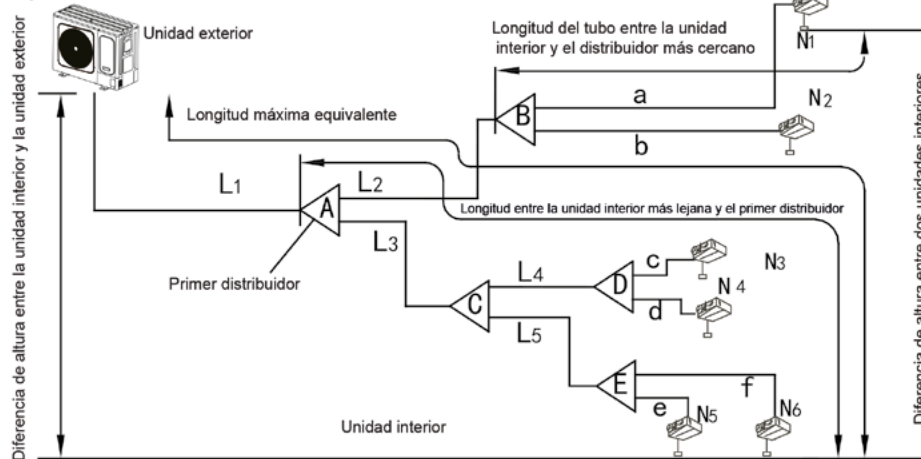 Diferencia de altura entre la unidad interior y la unidad exterior
Unidad exterior
Longitud del tubo entre la unidad
interior y el distribuidor más cercano
N1
Longitud máxima equivalente
B
a
N2
b
L1
A
L2
Longitud entre la unidad interior más lejana y el primer distribuidor
L3
Primer distribuidor
C
L4
D
c
N3
d
N 4
L5
E
f
e
N5
N6
Unidad interior
Diferencia de altura entre dos unidades interiores